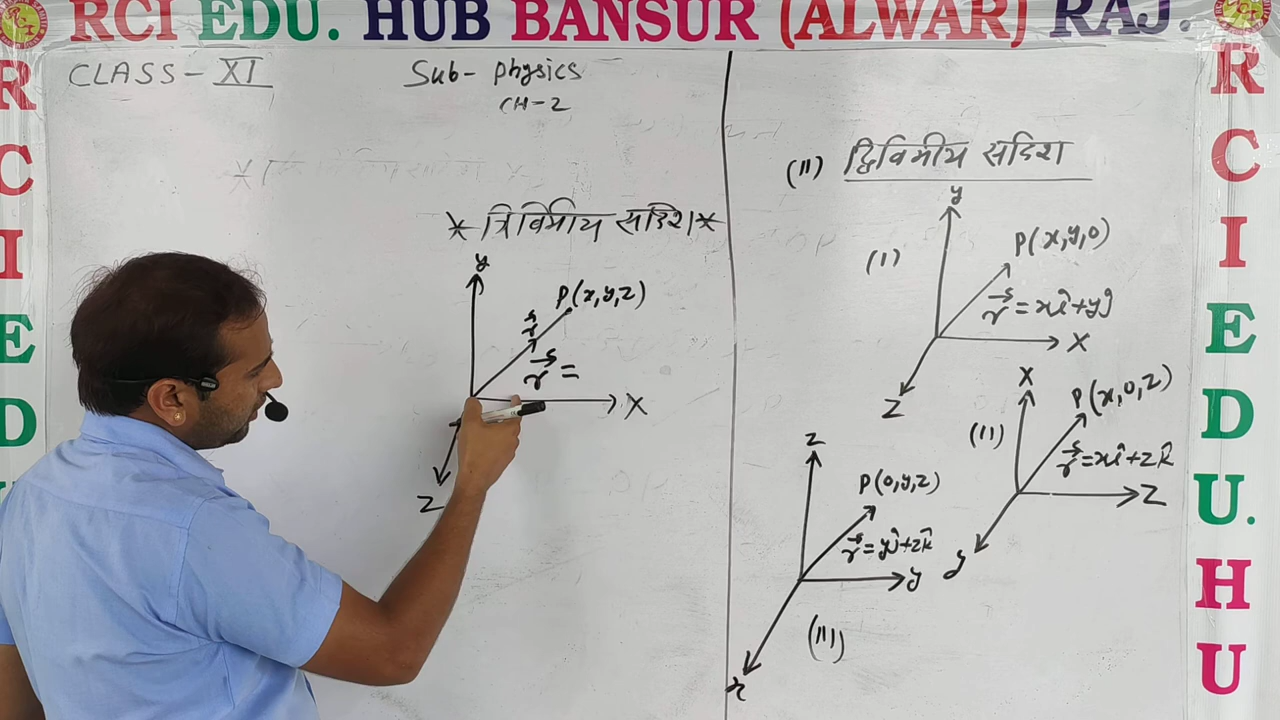 RCI EDU. HUB BANSUR (ALWAR) RAJ.
CLASS - XI
Sub- Physics
CH-2
* त्रिविमीय सदिश *
y
P(x,y,z)
r⃗
r⃗ =
X
Z
(II) द्विविमीय सदिश
y
(I)
P(x,y,0)
r⃗=xî+yĵ
X
Z
X
(II)
P(x,0,z)
r⃗=xî+zk̂
Z
y
z
P(0,y,z)
r⃗=yĵ+zk̂
y
(III)
x
R
C
I
E
D
R
C
I
E
D
U.
H
U